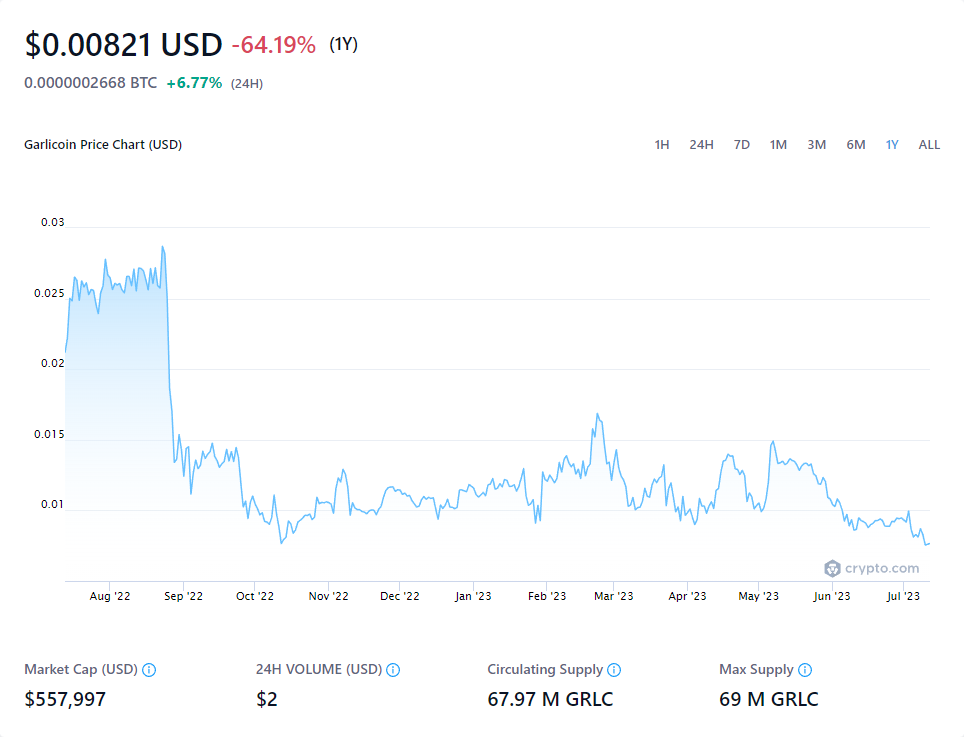 $0.00821 USD -64.19% (1Y)
0.0000002668 BTC +6.77% (24H)
Garlicoin Price Chart (USD) 1H 24H 7D 1M 3M 6M 1Y ALL
0.03
0.025
0.02
0.015
0.01
crypto.com
Aug '22 Sep '22 Oct '22 Nov '22 Dec '22 Jan '23 Feb '23 Mar '23 Apr '23 May '23 Jun '23 Jul '23
Market Cap (USD) 24H VOLUME (USD) Circulating Supply Max Supply
$557,997 $2 67.97 M GRLC 69 M GRLC